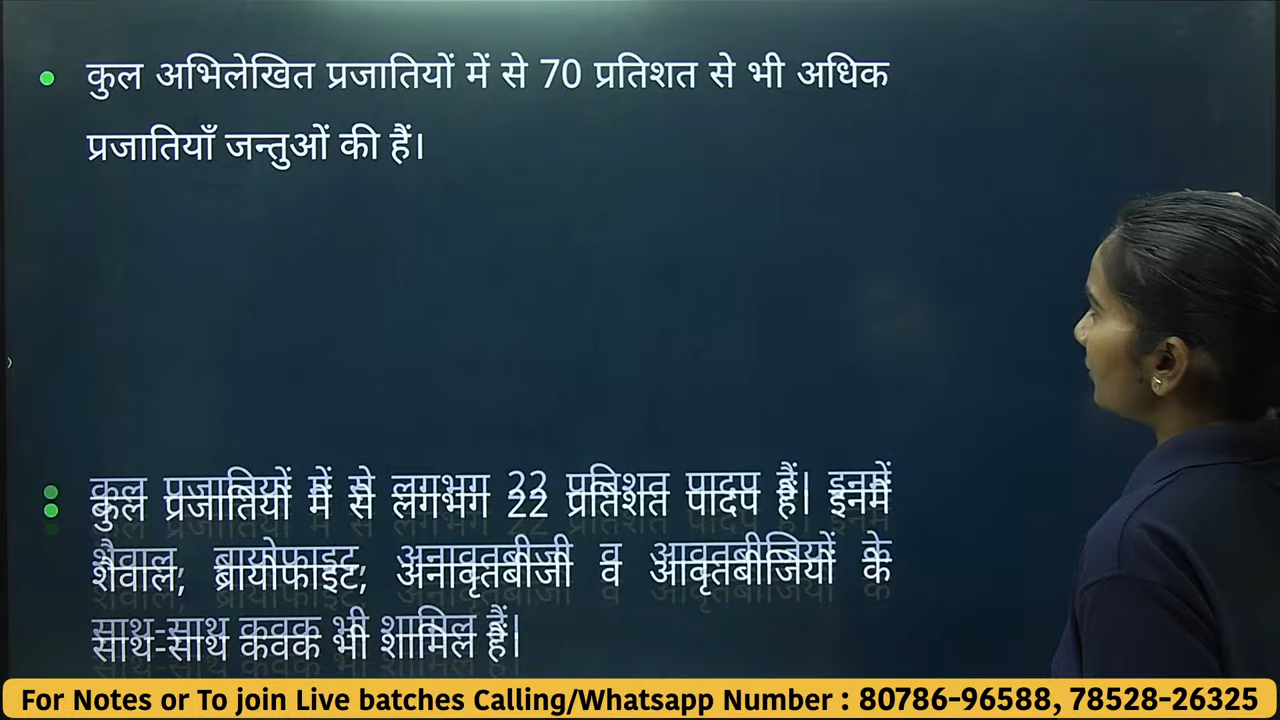 कुल अभिलेखित प्रजातियों में से 70 प्रतिशत से भी अधिक
प्रजातियाँ जन्तुओं की हैं।
कुल प्रजातियों में से लगभग 22 प्रतिशत पादप हैं। इनमें
शैवाल, ब्रायोफाइट, अनावृतबीजी व आवृतबीजियों के
साथ-साथ कवक भी शामिल हैं।
For Notes or To join Live batches Calling/Whatsapp Number : 80786-96588, 78528-26325